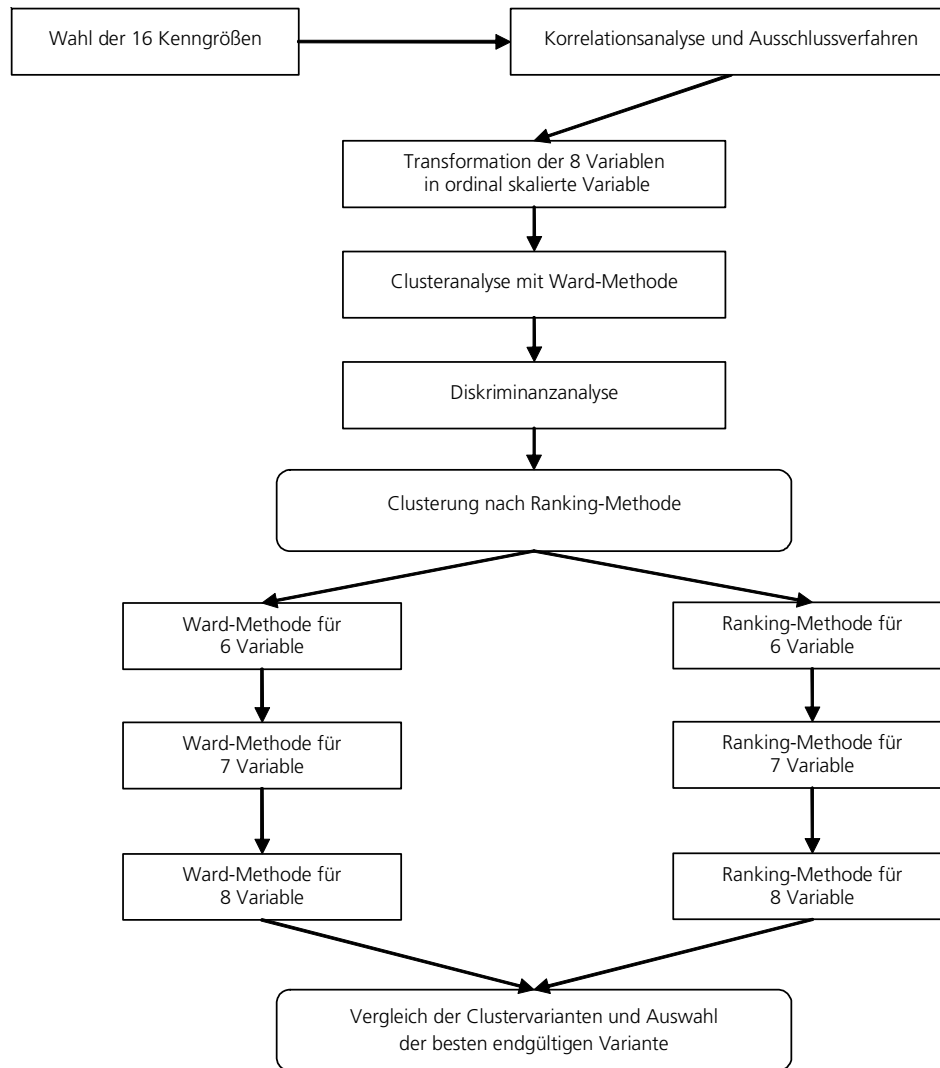 Wahl der 16 Kenngrößen
Korrelationsanalyse und Ausschlussverfahren
Transformation der 8 Variablen
in ordinal skalierte Variable
Clusteranalyse mit Ward-Methode
Diskriminanzanalyse
Clusterung nach Ranking-Methode
Ward-Methode für
6 Variable
Ranking-Methode für
6 Variable
Ward-Methode für
7 Variable
Ranking-Methode für
7 Variable
Ward-Methode für
8 Variable
Ranking-Methode für
8 Variable
Vergleich der Clustervarianten und Auswahl
der besten endgültigen Variante